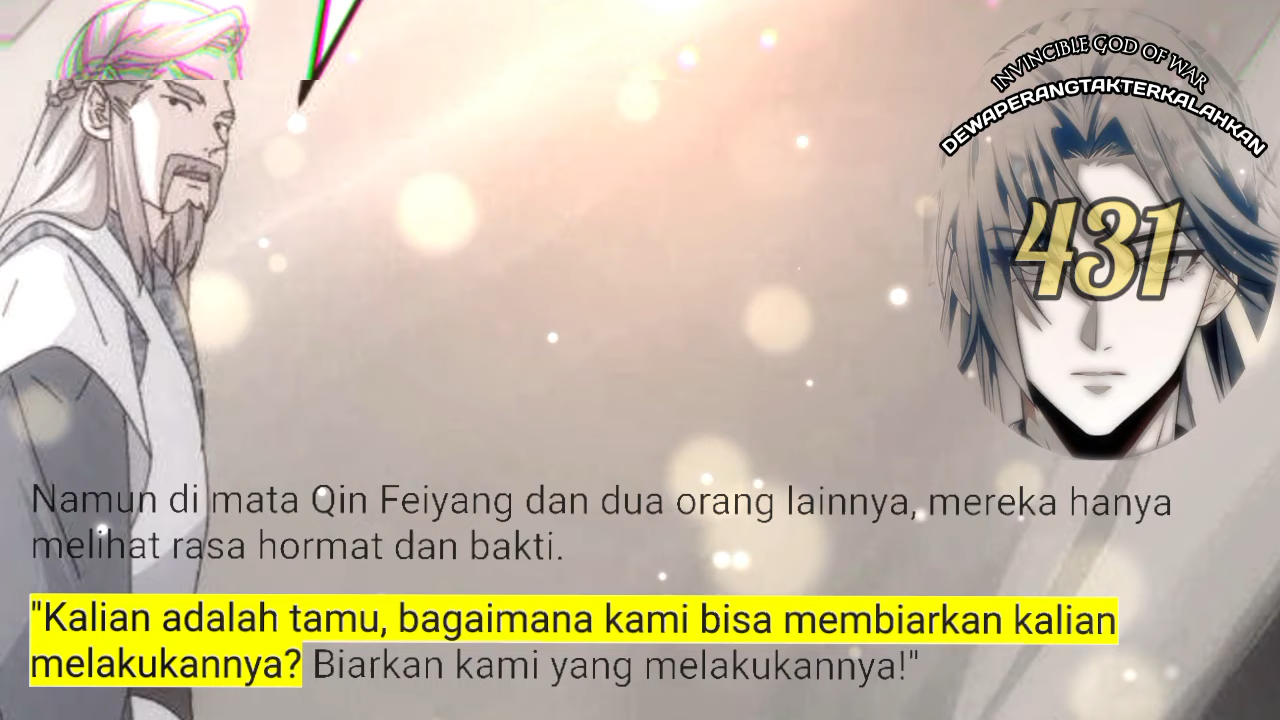 INVINCIBLE GOD OF WAR
DEWAPERANGTAKTERKALAHKAN
431
Namun di mata Qin Feiyang dan dua orang lainnya, mereka hanya
melihat rasa hormat dan bakti.
"Kalian adalah tamu, bagaimana kami bisa membiarkan kalian
melakukannya? Biarkan kami yang melakukannya!"